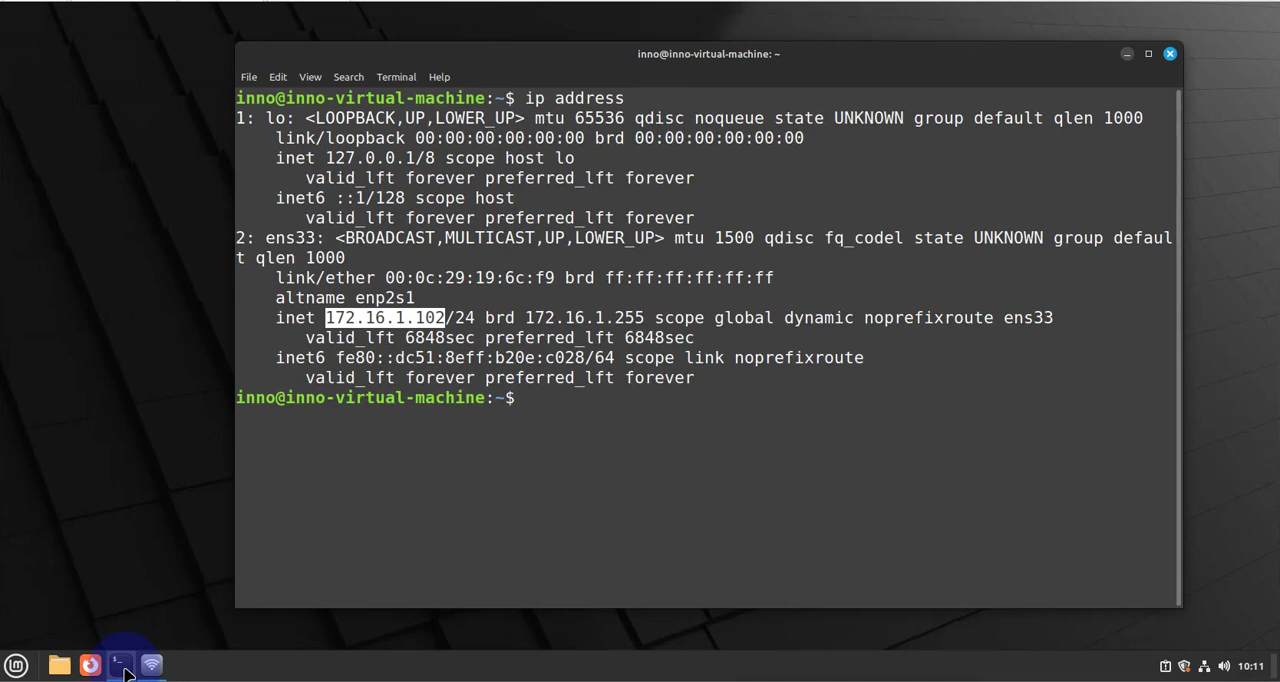 inno@inno-virtual-machine: ~
File Edit View Search Terminal Help
inno@inno-virtual-machine:~$ ip address
1: lo: <LOOPBACK,UP,LOWER_UP> mtu 65536 qdisc noqueue state UNKNOWN group default qlen 1000
link/loopback 00:00:00:00:00:00 brd 00:00:00:00:00:00
inet 127.0.0.1/8 scope host lo
valid_lft forever preferred_lft forever
inet6 ::1/128 scope host
valid_lft forever preferred_lft forever
2: ens33: <BROADCAST,MULTICAST,UP,LOWER_UP> mtu 1500 qdisc fq_codel state UNKNOWN group defaul
t qlen 1000
link/ether 00:0c:29:19:6c:f9 brd ff:ff:ff:ff:ff:ff
altname enp2s1
inet 172.16.1.102/24 brd 172.16.1.255 scope global dynamic noprefixroute ens33
valid_lft 6848sec preferred_lft 6848sec
inet6 fe80::dc51:8eff:b20e:c028/64 scope link noprefixroute
valid_lft forever preferred_lft forever
inno@inno-virtual-machine:~$
10:11